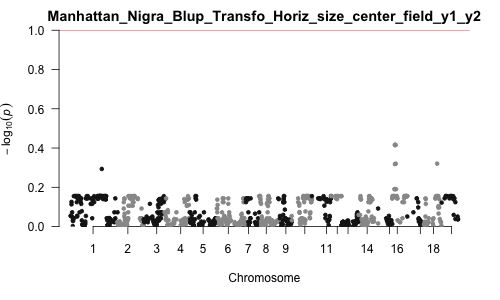 Manhattan_Nigra_Blup_Transfo_Horiz_size_center_field_y1_y2
1.0
0.8
0.6
0.4
0.2
0.0
− log10(p)
1 2 3 4 5 6 7 8 9 11 14 16 18
Chromosome